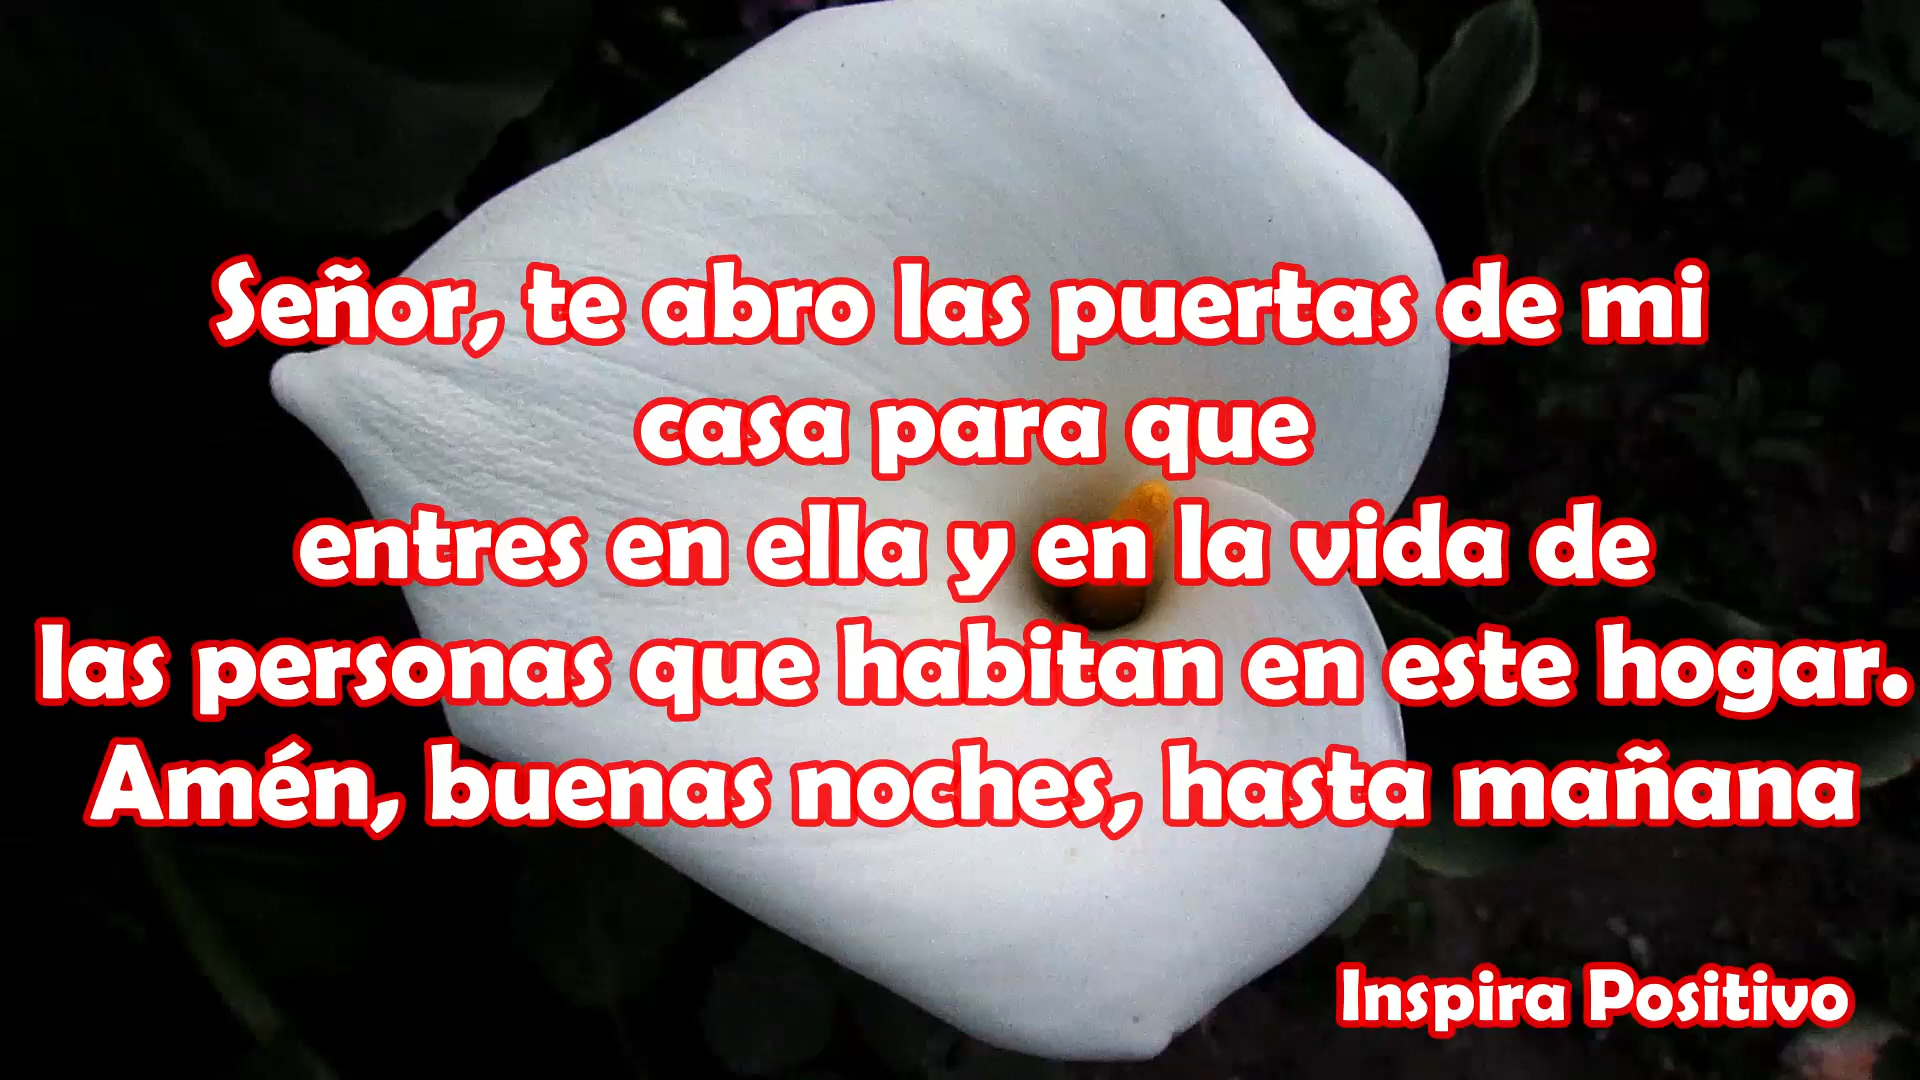 Señor, te abro las puertas de mi
casa para que
entres en ella y en la vida de
las personas que habitan en este hogar.
Amén, buenas noches, hasta mañana
Inspira Positivo